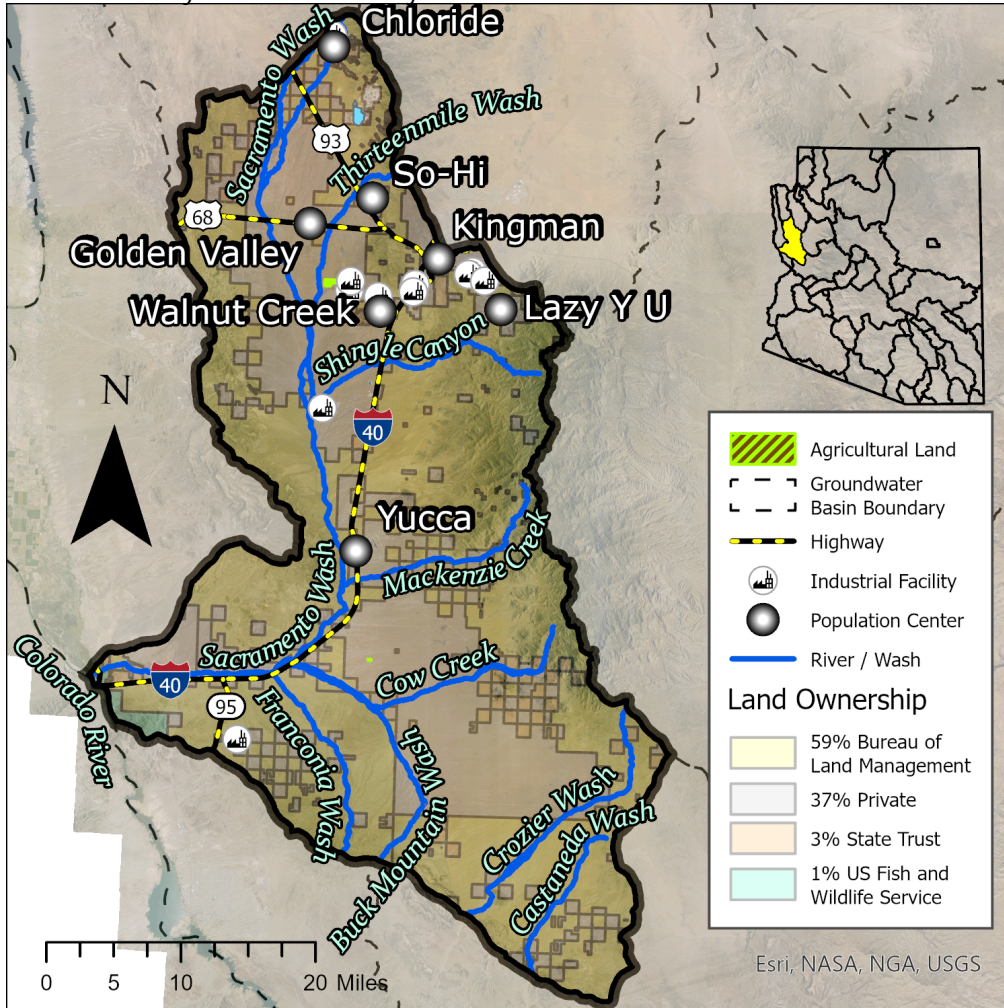 Chloride
Sacramento Wash
93
Thirteenmile Wash
So-Hi
68
Kingman
Golden Valley
Walnut Creek
Lazy Y U
Shingle Canyon
N
40
Yucca
Mackenzie Creek
Sacramento Wash
Colorado River
40
Cow Creek
95
Franconia Wash
Buck Mountain Wash
Crozier Wash
Castaneda Wash
0 5 10 20 Miles
Agricultural Land
Groundwater
Basin Boundary
Highway
Industrial Facility
Population Center
River / Wash
Land Ownership
59% Bureau of
Land Management
37% Private
3% State Trust
1% US Fish and
Wildlife Service
Esri, NASA, NGA, USGS